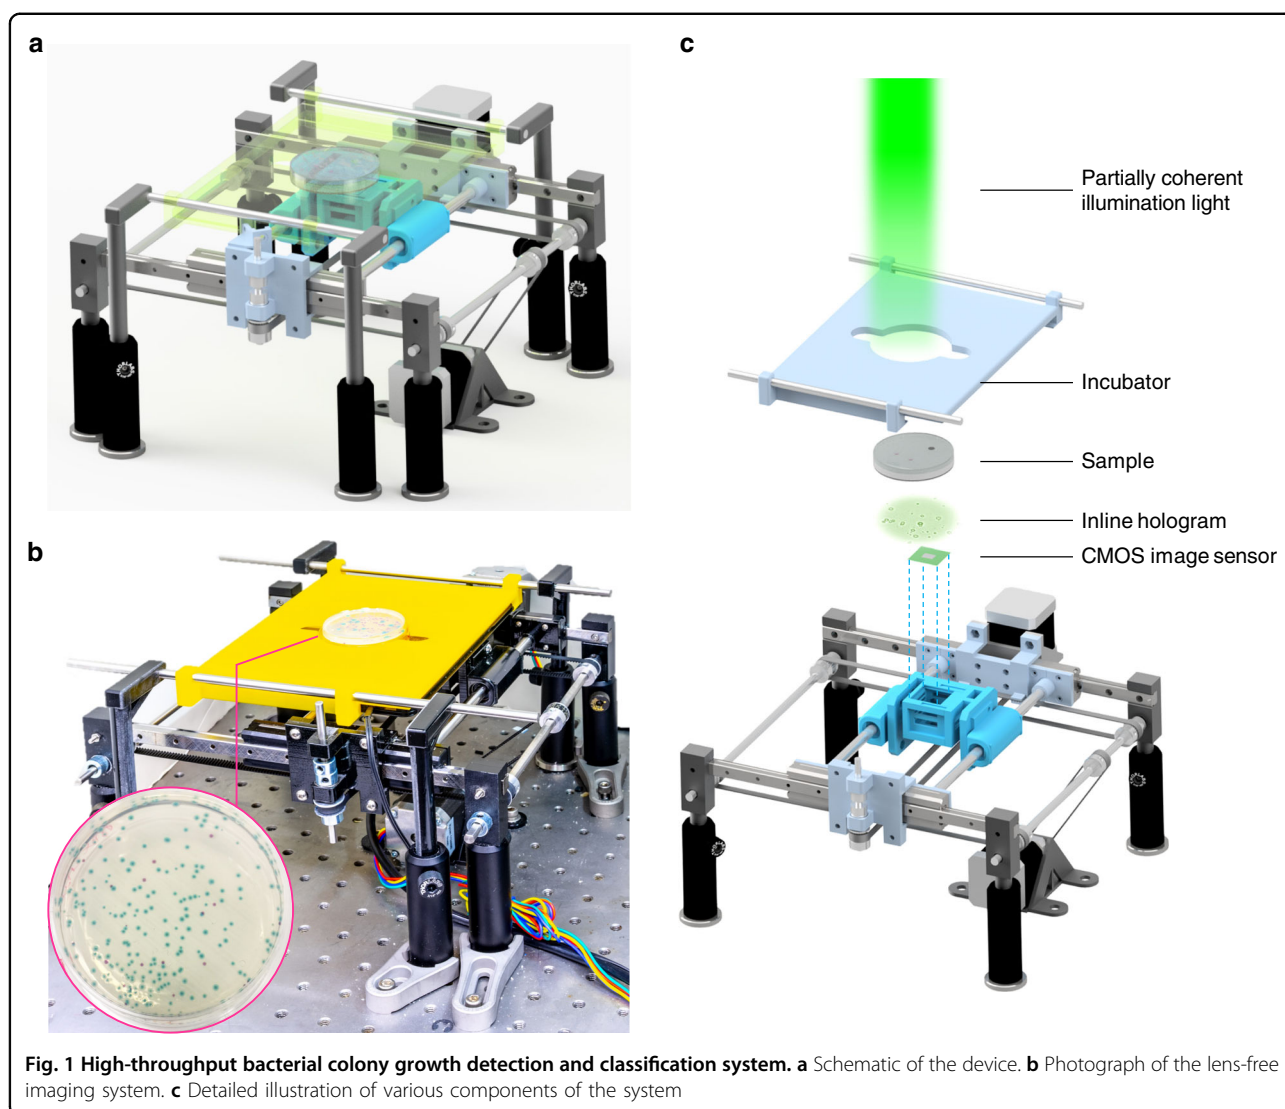 a
c
Partially coherent
illumination light
Incubator
Sample
Inline hologram
CMOS image sensor
b
Fig. 1 High-throughput bacterial colony growth detection and classification system. a Schematic of the device. b Photograph of the lens-free
imaging system. c Detailed illustration of various components of the system